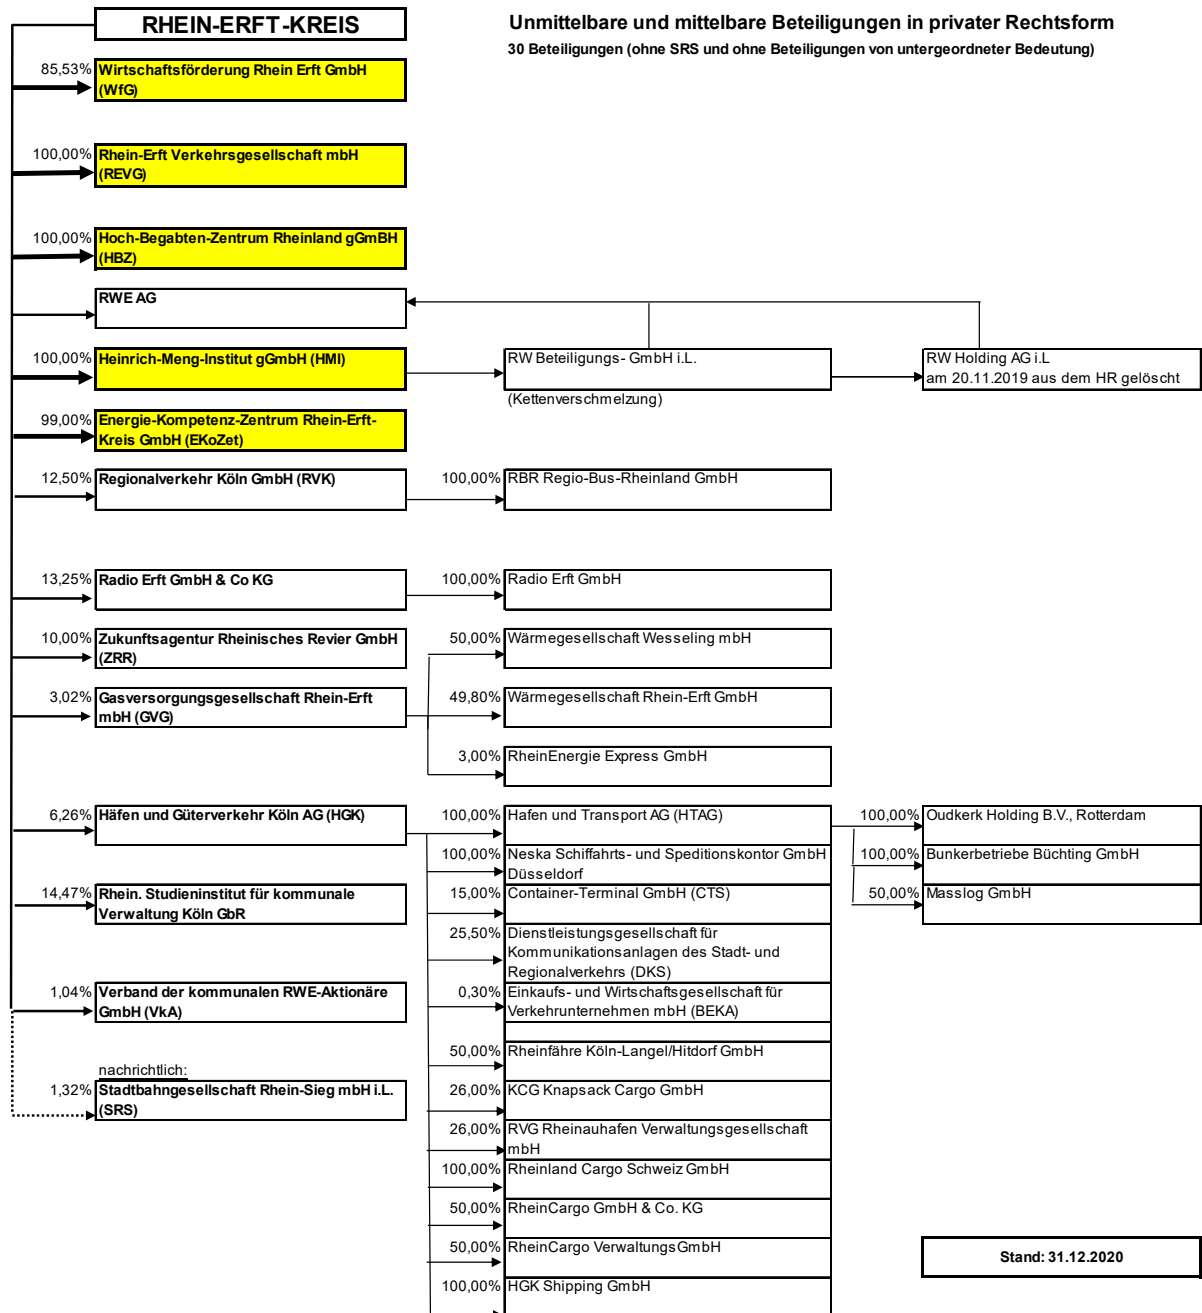 RHEIN-ERFT-KREIS
Unmittelbare und mittelbare Beteiligungen in privater Rechtsform
30 Beteiligungen (ohne SRS und ohne Beteiligungen von untergeordneter Bedeutung)
85,53% Wirtschaftsförderung Rhein Erft GmbH
(WfG)
100,00% Rhein-Erft Verkehrsgesellschaft mbH
(REVG)
100,00% Hoch-Begabten-Zentrum Rheinland gGmBH
(HBZ)
RWE AG
100,00% Heinrich-Meng-Institut gGmbH (HMI)
RW Beteiligungs- GmbH i.L.
(Kettenverschmelzung)
RW Holding AG i.L
am 20.11.2019 aus dem HR gelöscht
99,00% Energie-Kompetenz-Zentrum Rhein-Erft-
Kreis GmbH (EKoZet)
12,50% Regionalverkehr Köln GmbH (RVK)
100,00% RBR Regio-Bus-Rheinland GmbH
13,25% Radio Erft GmbH & Co KG
100,00% Radio Erft GmbH
10,00% Zukunftsagentur Rheinisches Revier GmbH
(ZRR)
50,00% Wärmegesellschaft Wesseling mbH
3,02% Gasversorgungsgesellschaft Rhein-Erft
mbH (GVG)
49,80% Wärmegesellschaft Rhein-Erft GmbH
3,00% RheinEnergie Express GmbH
6,26% Häfen und Güterverkehr Köln AG (HGK)
100,00% Hafen und Transport AG (HTAG)
100,00% Oudkerk Holding B.V., Rotterdam
100,00% Neska Schiffahrts- und Speditionskontor GmbH
Düsseldorf
100,00% Bunkerbetriebe Büchting GmbH
14,47% Rhein. Studieninstitut für kommunale
Verwaltung Köln GbR
15,00% Container-Terminal GmbH (CTS)
50,00% Masslog GmbH
25,50% Dienstleistungsgesellschaft für
Kommunikationsanlagen des Stadt- und
Regionalverkehrs (DKS)
1,04% Verband der kommunalen RWE-Aktionäre
GmbH (VkA)
0,30% Einkaufs- und Wirtschaftsgesellschaft für
Verkehrunternehmen mbH (BEKA)
50,00% Rheinfähre Köln-Langel/Hitdorf GmbH
nachrichtlich:
1,32% Stadtbahngesellschaft Rhein-Sieg mbH i.L.
(SRS)
26,00% KCG Knapsack Cargo GmbH
26,00% RVG Rheinauhafen Verwaltungsgesellschaft
mbH
100,00% Rheinland Cargo Schweiz GmbH
50,00% RheinCargo GmbH & Co. KG
50,00% RheinCargo Verwaltungs GmbH
100,00% HGK Shipping GmbH
Stand: 31.12.2020